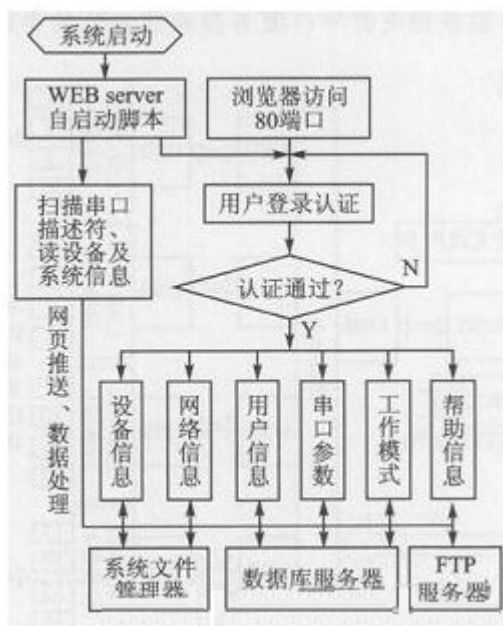 系统启动
WEB server
自启动脚本
浏览器访问
80端口
扫描串口
描述符、
读设备及
系统信息
用户登录认证
认证通过？
N
Y
网页推送、数据处理
设备信息
网络信息
用户信息
串口参数
工作模式
帮助信息
系统文件
管理器
数据库服务器
FTP
服务器